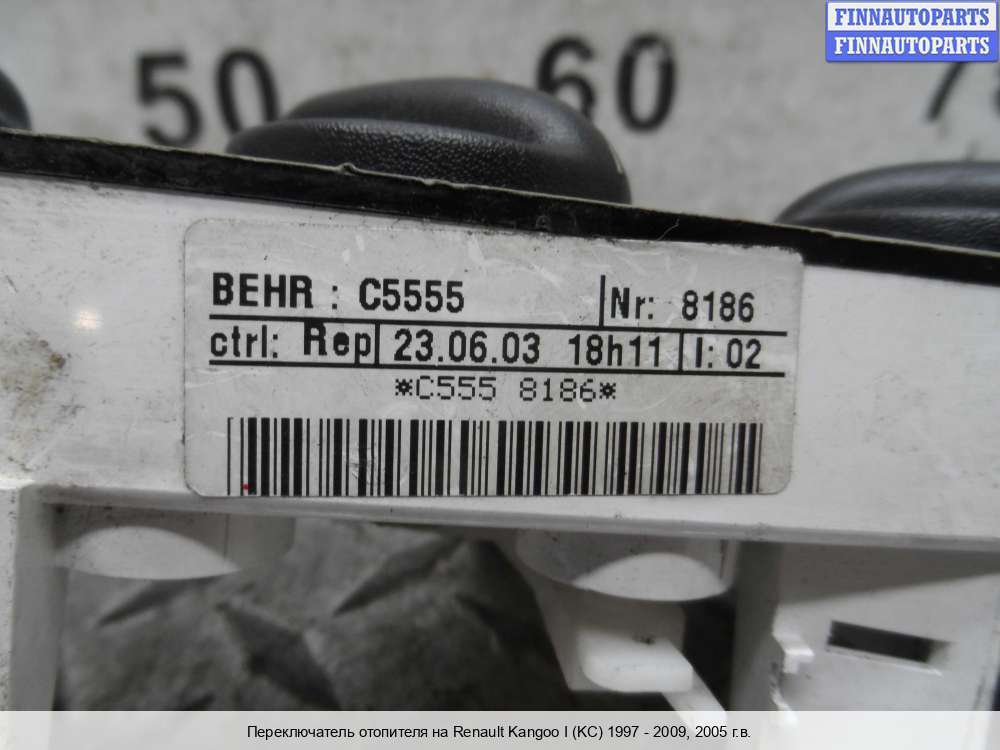 FINNAUTOPARTS
FINNAUTOPARTS
50 60
BEHR : C5555 Nr: 8186
ctrl: Rep 23.06.03 18h11 I: 02
*C555 8186*
Переключатель отопителя на Renault Kangoo I (KC) 1997 - 2009, 2005 г.в.